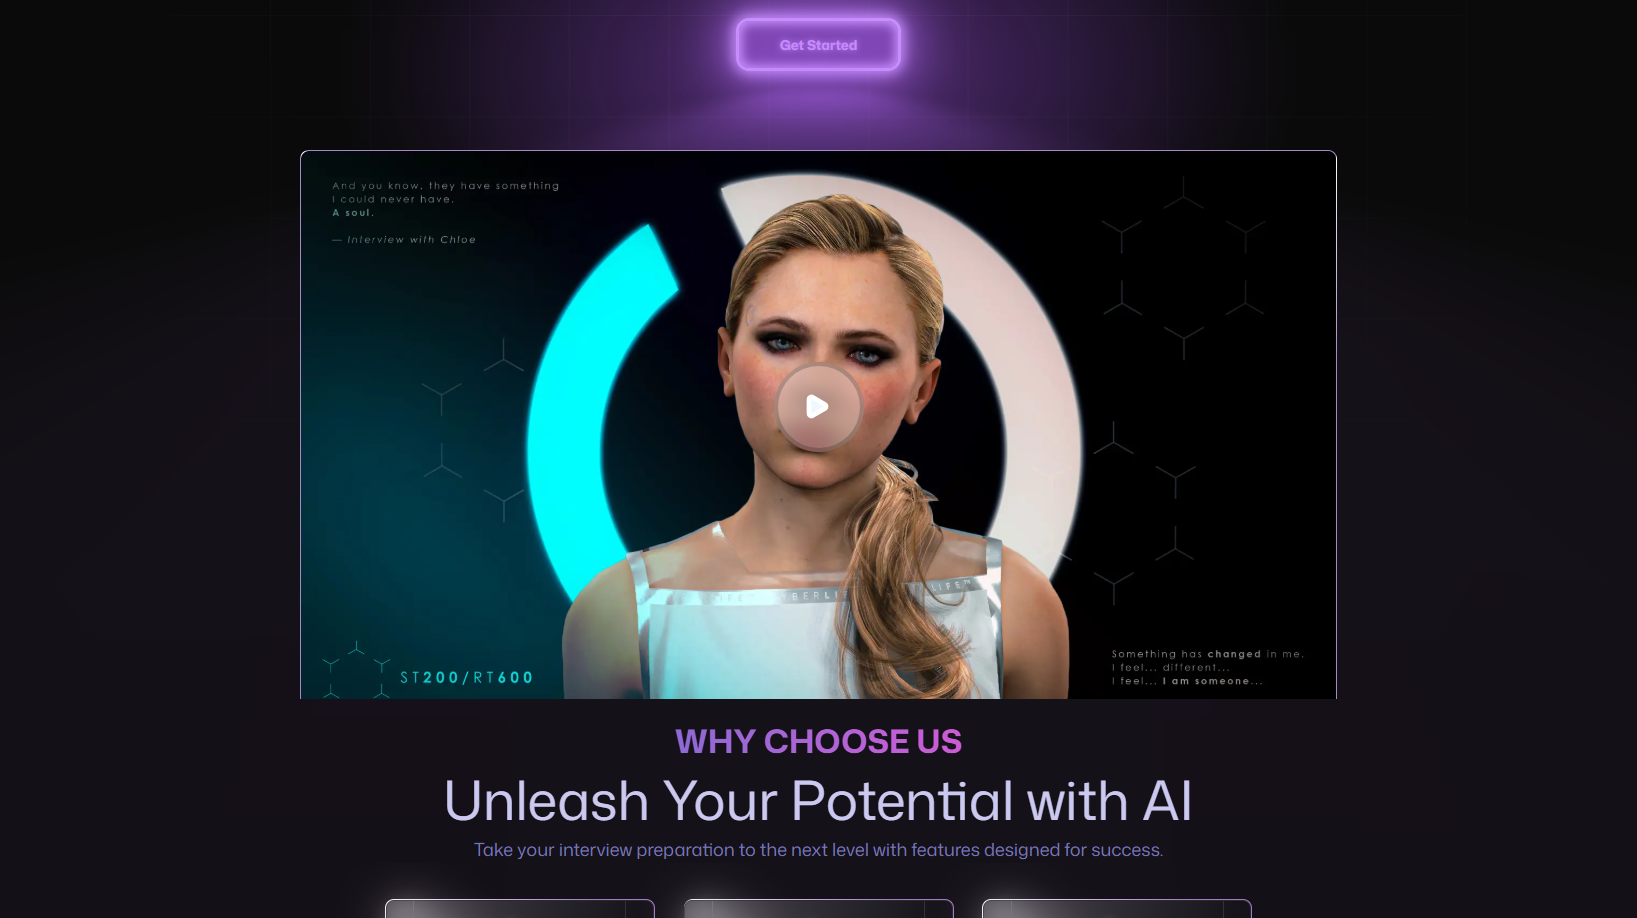 Get Started
And you know, they have something
I could never have.
A soul.
— Interview with Chloe
CYBERLIFE
LIFE™
ST200/RT600
Something has changed in me.
I feel... different...
I feel... I am someone...
WHY CHOOSE US
Unleash Your Potential with AI
Take your interview preparation to the next level with features designed for success.